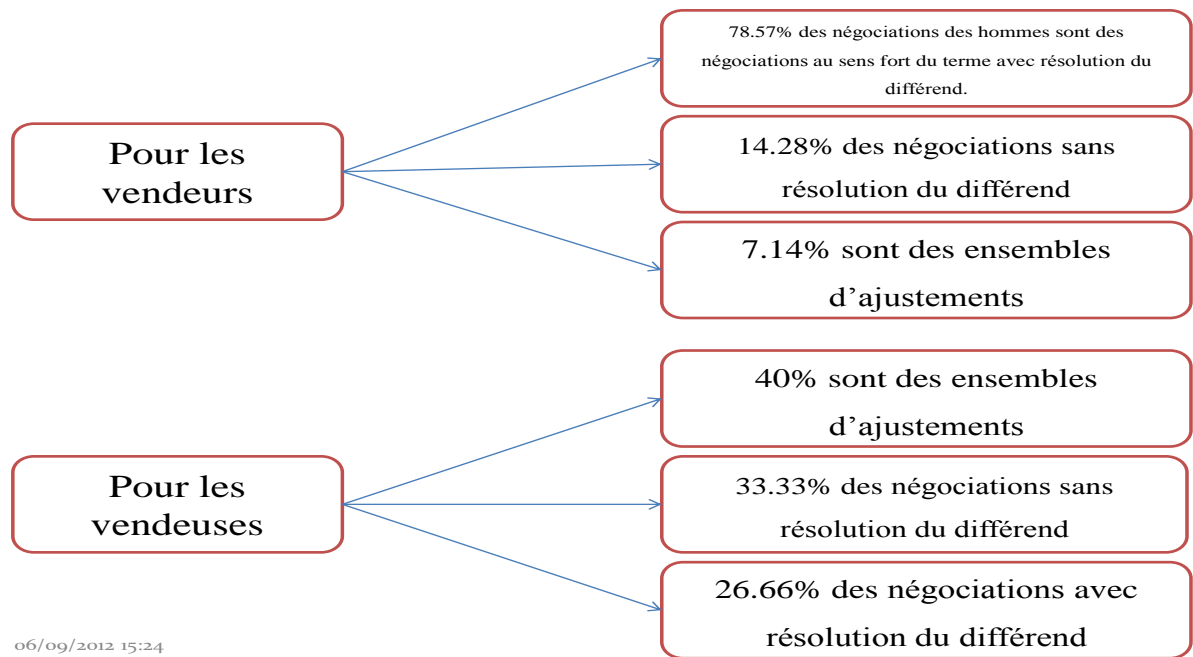 Pour les
vendeurs
78.57% des négociations des hommes sont des
négociations au sens fort du terme avec résolution du
différend.
14.28% des négociations sans
résolution du différend
7.14% sont des ensembles
d’ajustements
Pour les
vendeuses
40% sont des ensembles
d’ajustements
33.33% des négociations sans
résolution du différend
26.66% des négociations avec
résolution du différend
06/09/2012 15:24